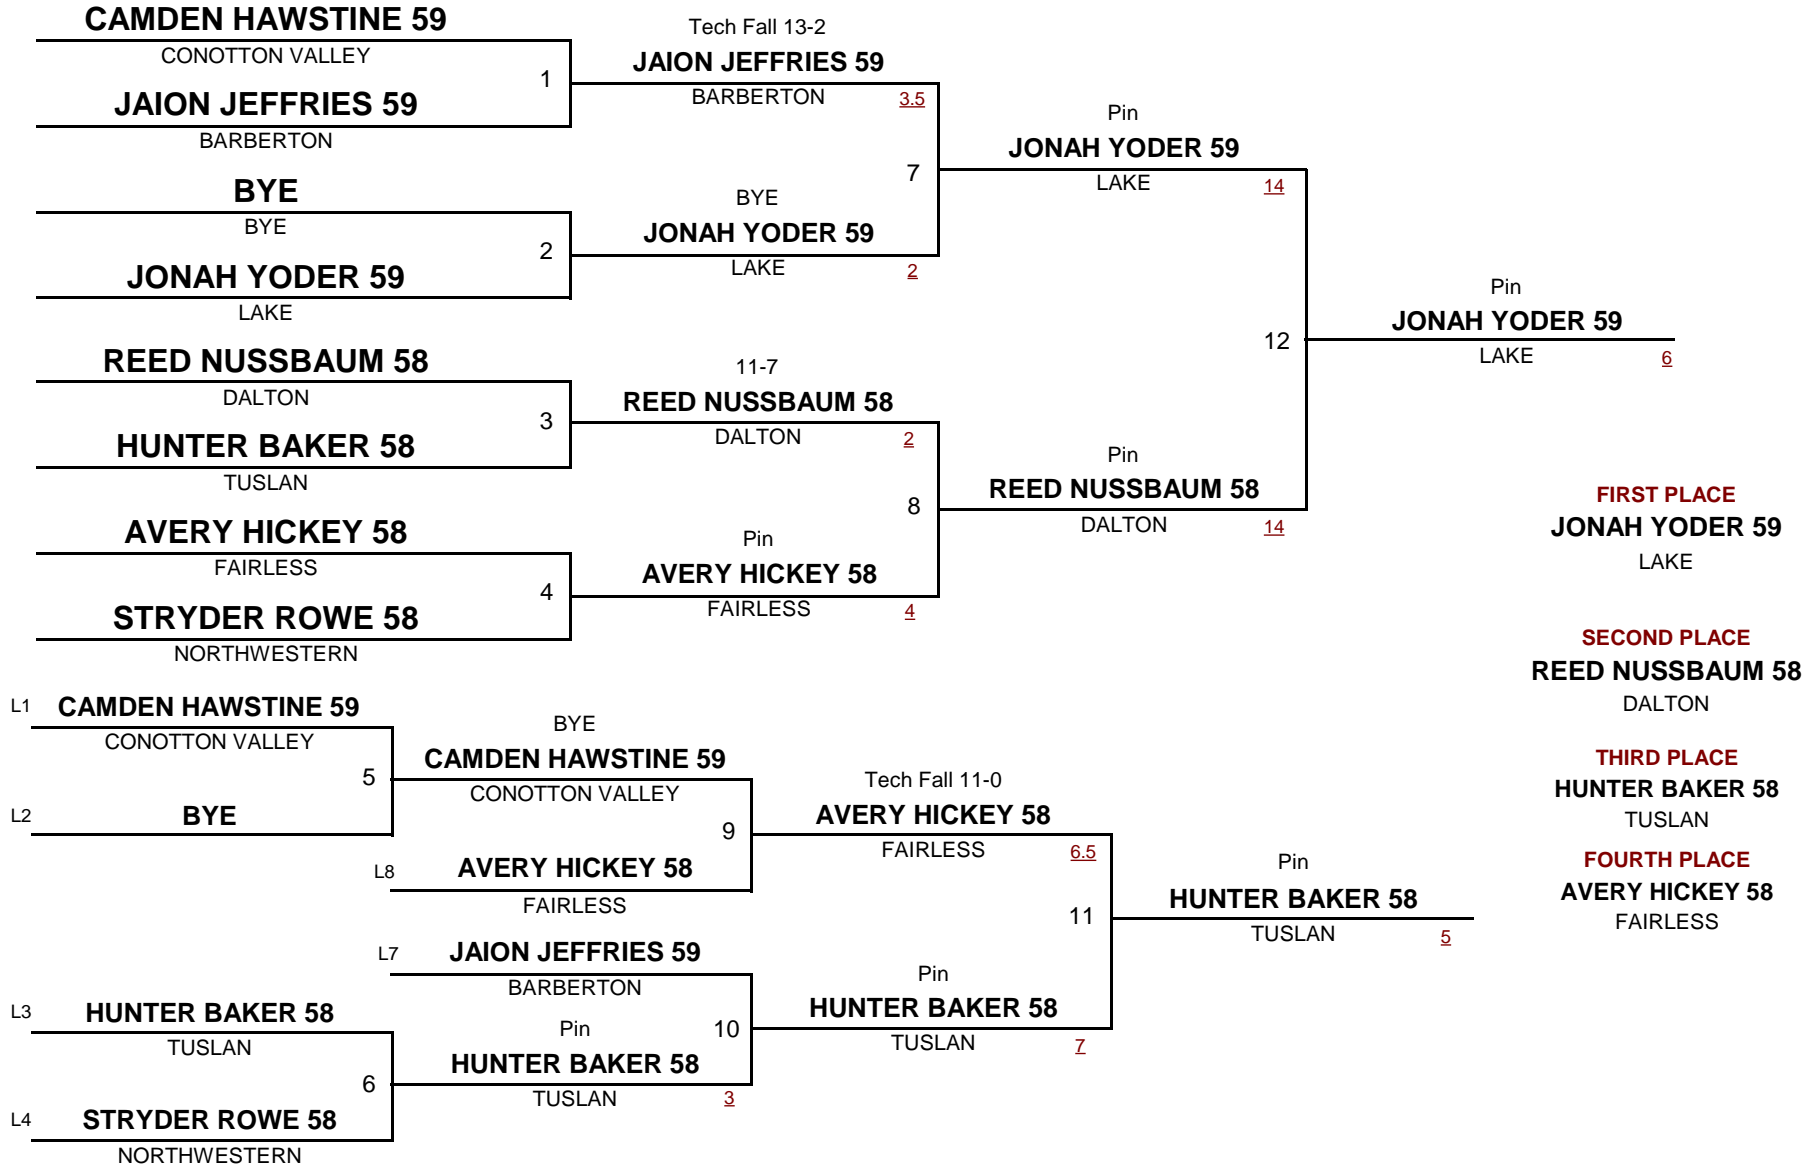 CAMDEN HAWSTINE 59
CONOTTON VALLEY
1
JAION JEFFRIES 59
BARBERTON
Tech Fall 13-2
JAION JEFFRIES 59
BARBERTON
3.5
BYE
BYE
2
JONAH YODER 59
LAKE
7
BYE
JONAH YODER 59
LAKE
2
Pin
JONAH YODER 59
LAKE
14
REED NUSSBAUM 58
DALTON
3
HUNTER BAKER 58
TUSLAN
11-7
REED NUSSBAUM 58
DALTON
2
AVERY HICKEY 58
FAIRLESS
4
STRYDER ROWE 58
NORTHWESTERN
8
Pin
AVERY HICKEY 58
FAIRLESS
4
Pin
REED NUSSBAUM 58
DALTON
14
12
Pin
JONAH YODER 59
LAKE
6
FIRST PLACE
JONAH YODER 59
LAKE
SECOND PLACE
REED NUSSBAUM 58
DALTON
THIRD PLACE
HUNTER BAKER 58
TUSLAN
FOURTH PLACE
AVERY HICKEY 58
FAIRLESS
L1
CAMDEN HAWSTINE 59
CONOTTON VALLEY
5
L2
BYE
BYE
CAMDEN HAWSTINE 59
CONOTTON VALLEY
9
L8
AVERY HICKEY 58
FAIRLESS
Tech Fall 11-0
AVERY HICKEY 58
FAIRLESS
6.5
L7
JAION JEFFRIES 59
BARBERTON
10
L3
HUNTER BAKER 58
TUSLAN
6
L4
STRYDER ROWE 58
NORTHWESTERN
Pin
HUNTER BAKER 58
TUSLAN
3
Pin
HUNTER BAKER 58
TUSLAN
7
11
Pin
HUNTER BAKER 58
TUSLAN
5